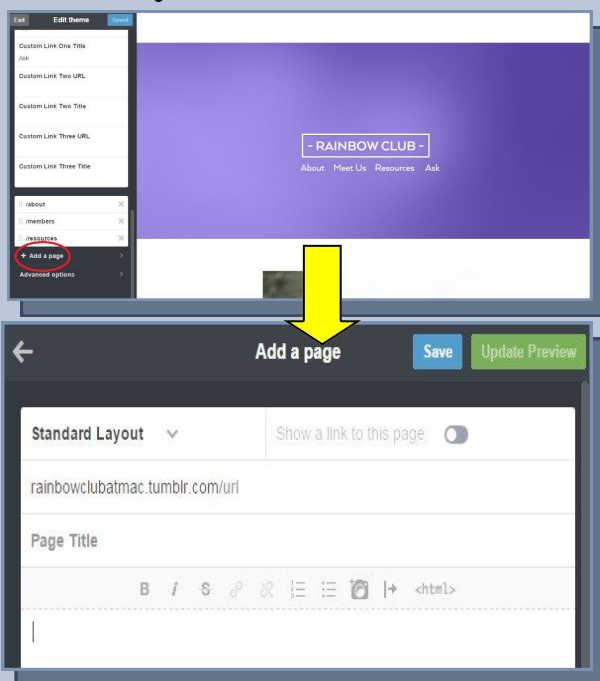 Exit Edit theme Saved
Custom Link One Title
Ask
Custom Link Two URL
Custom Link Two Title
Custom Link Three URL
Custom Link Three Title
/about
/members
/resources
+ Add a page
Advanced options
- RAINBOW CLUB -
About Meet Us Resources Ask
Add a page Save Update Preview
Standard Layout Show a link to this page
rainbowclubatmac.tumblr.com/url
Page Title
B i S <html>